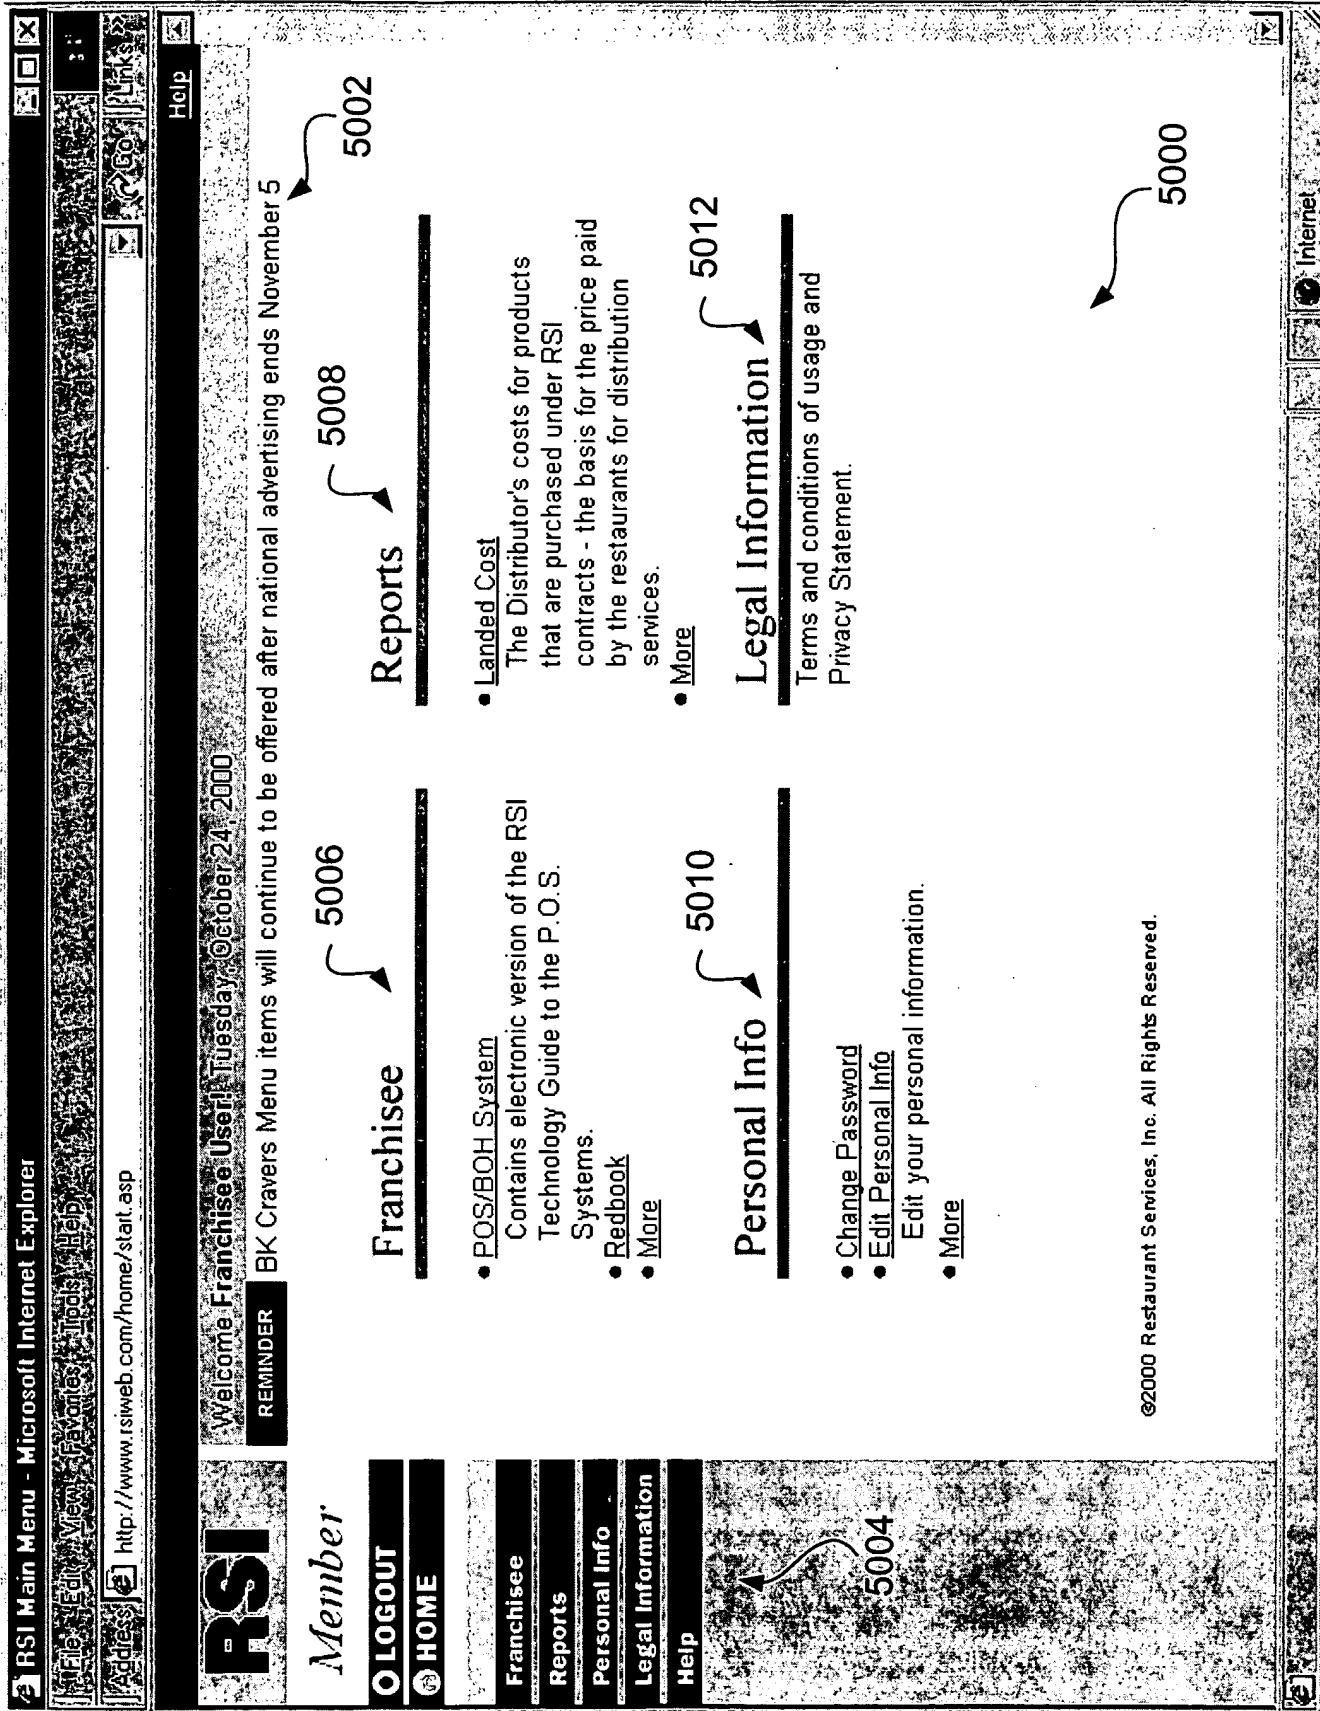 RSI Main Menu - Microsoft Internet Explorer
File Edit View Favorites Tools Help
Address http://www.rsiweb.com/home/start.asp Go Links »
Help
RSI
Welcome Franchisee User! Tuesday, October 24, 2000
REMINDER BK Cravers Menu items will continue to be offered after national advertising ends November 5
5002
Member
LOGOUT
HOME
Franchisee
Reports
Personal Info
Legal Information
Help
5004
5006
Franchisee
• POS/BOH System
Contains electronic version of the RSI
Technology Guide to the P.O.S.
Systems.
• Redbook
• More
5008
Reports
• Landed Cost
The Distributor's costs for products
that are purchased under RSI
contracts - the basis for the price paid
by the restaurants for distribution
services.
• More
5010
Personal Info
• Change Password
• Edit Personal Info
Edit your personal information.
• More
5012
Legal Information
Terms and conditions of usage and
Privacy Statement.
5000
©2000 Restaurant Services, Inc. All Rights Reserved.
Internet